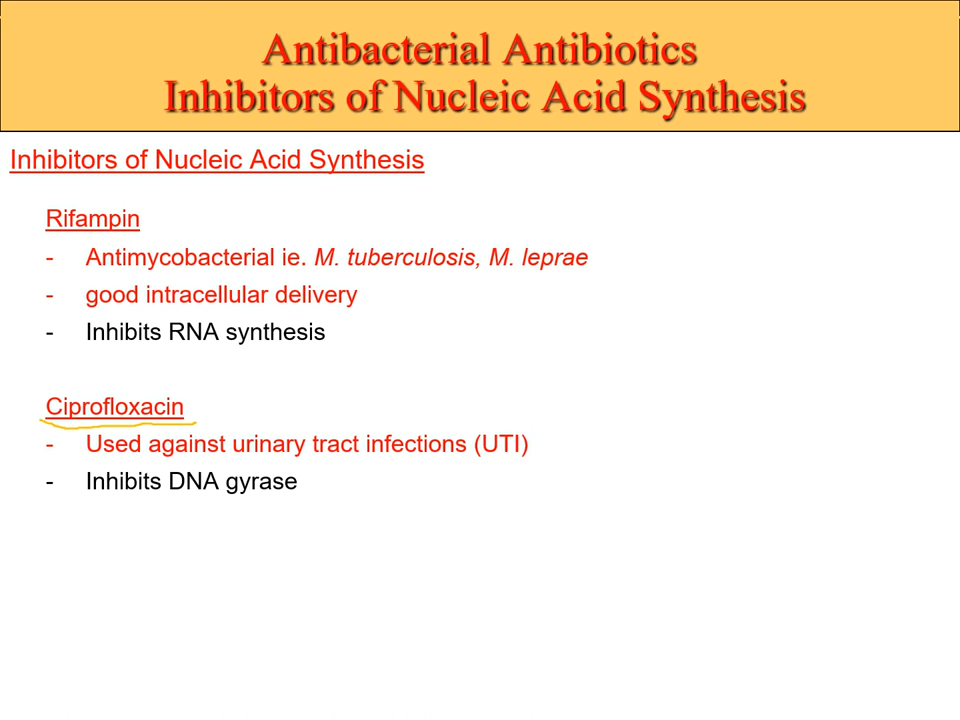 Antibacterial Antibiotics
Inhibitors of Nucleic Acid Synthesis
Inhibitors of Nucleic Acid Synthesis
Rifampin
- Antimycobacterial ie. M. tuberculosis, M. leprae
- good intracellular delivery
- Inhibits RNA synthesis
Ciprofloxacin
- Used against urinary tract infections (UTI)
- Inhibits DNA gyrase